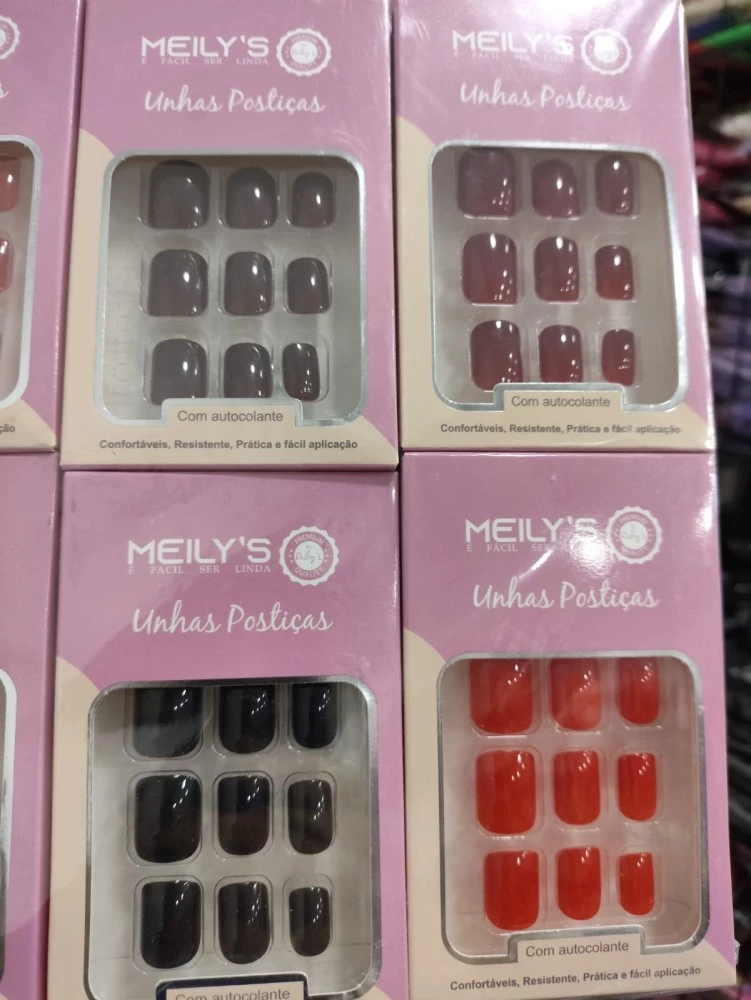 MEILY'S
É FÁCIL SER LINDA
Unhas Postiças
Com autocolante
Confortáveis, Resistente, Prática e fácil aplicação
MEILY'S
É FÁCIL SER LINDA
Unhas Postiças
Com autocolante
Confortáveis, Resistente, Prática e fácil aplicação
ção
MEILY'S
É FÁCIL SER LINDA
PREMIUM
Ruby's
QUALITY
Unhas Postiças
Com autocolante
MEILY'S
É FÁCIL SER
Unhas Postiças
Com autocolante
Confortáveis, Resistente, Prática e fácil aplicação